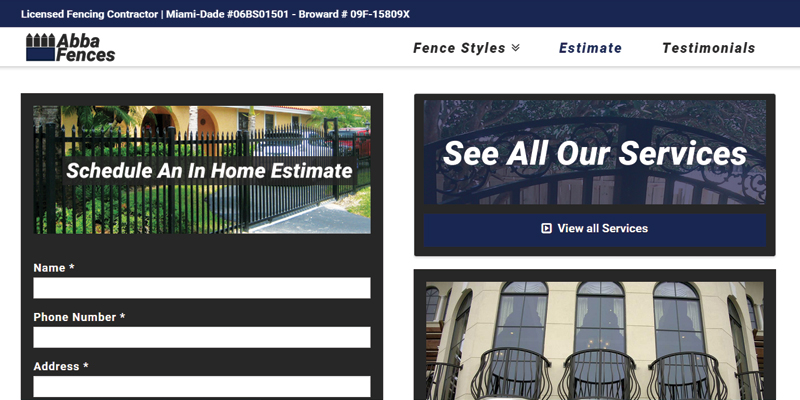 Licensed Fencing Contractor | Miami-Dade #06BS01501 - Broward # 09F-15809X
Abba
Fences
Fence Styles
Estimate
Testimonials
Schedule An In Home Estimate
Name *
Phone Number *
Address *
See All Our Services
View all Services